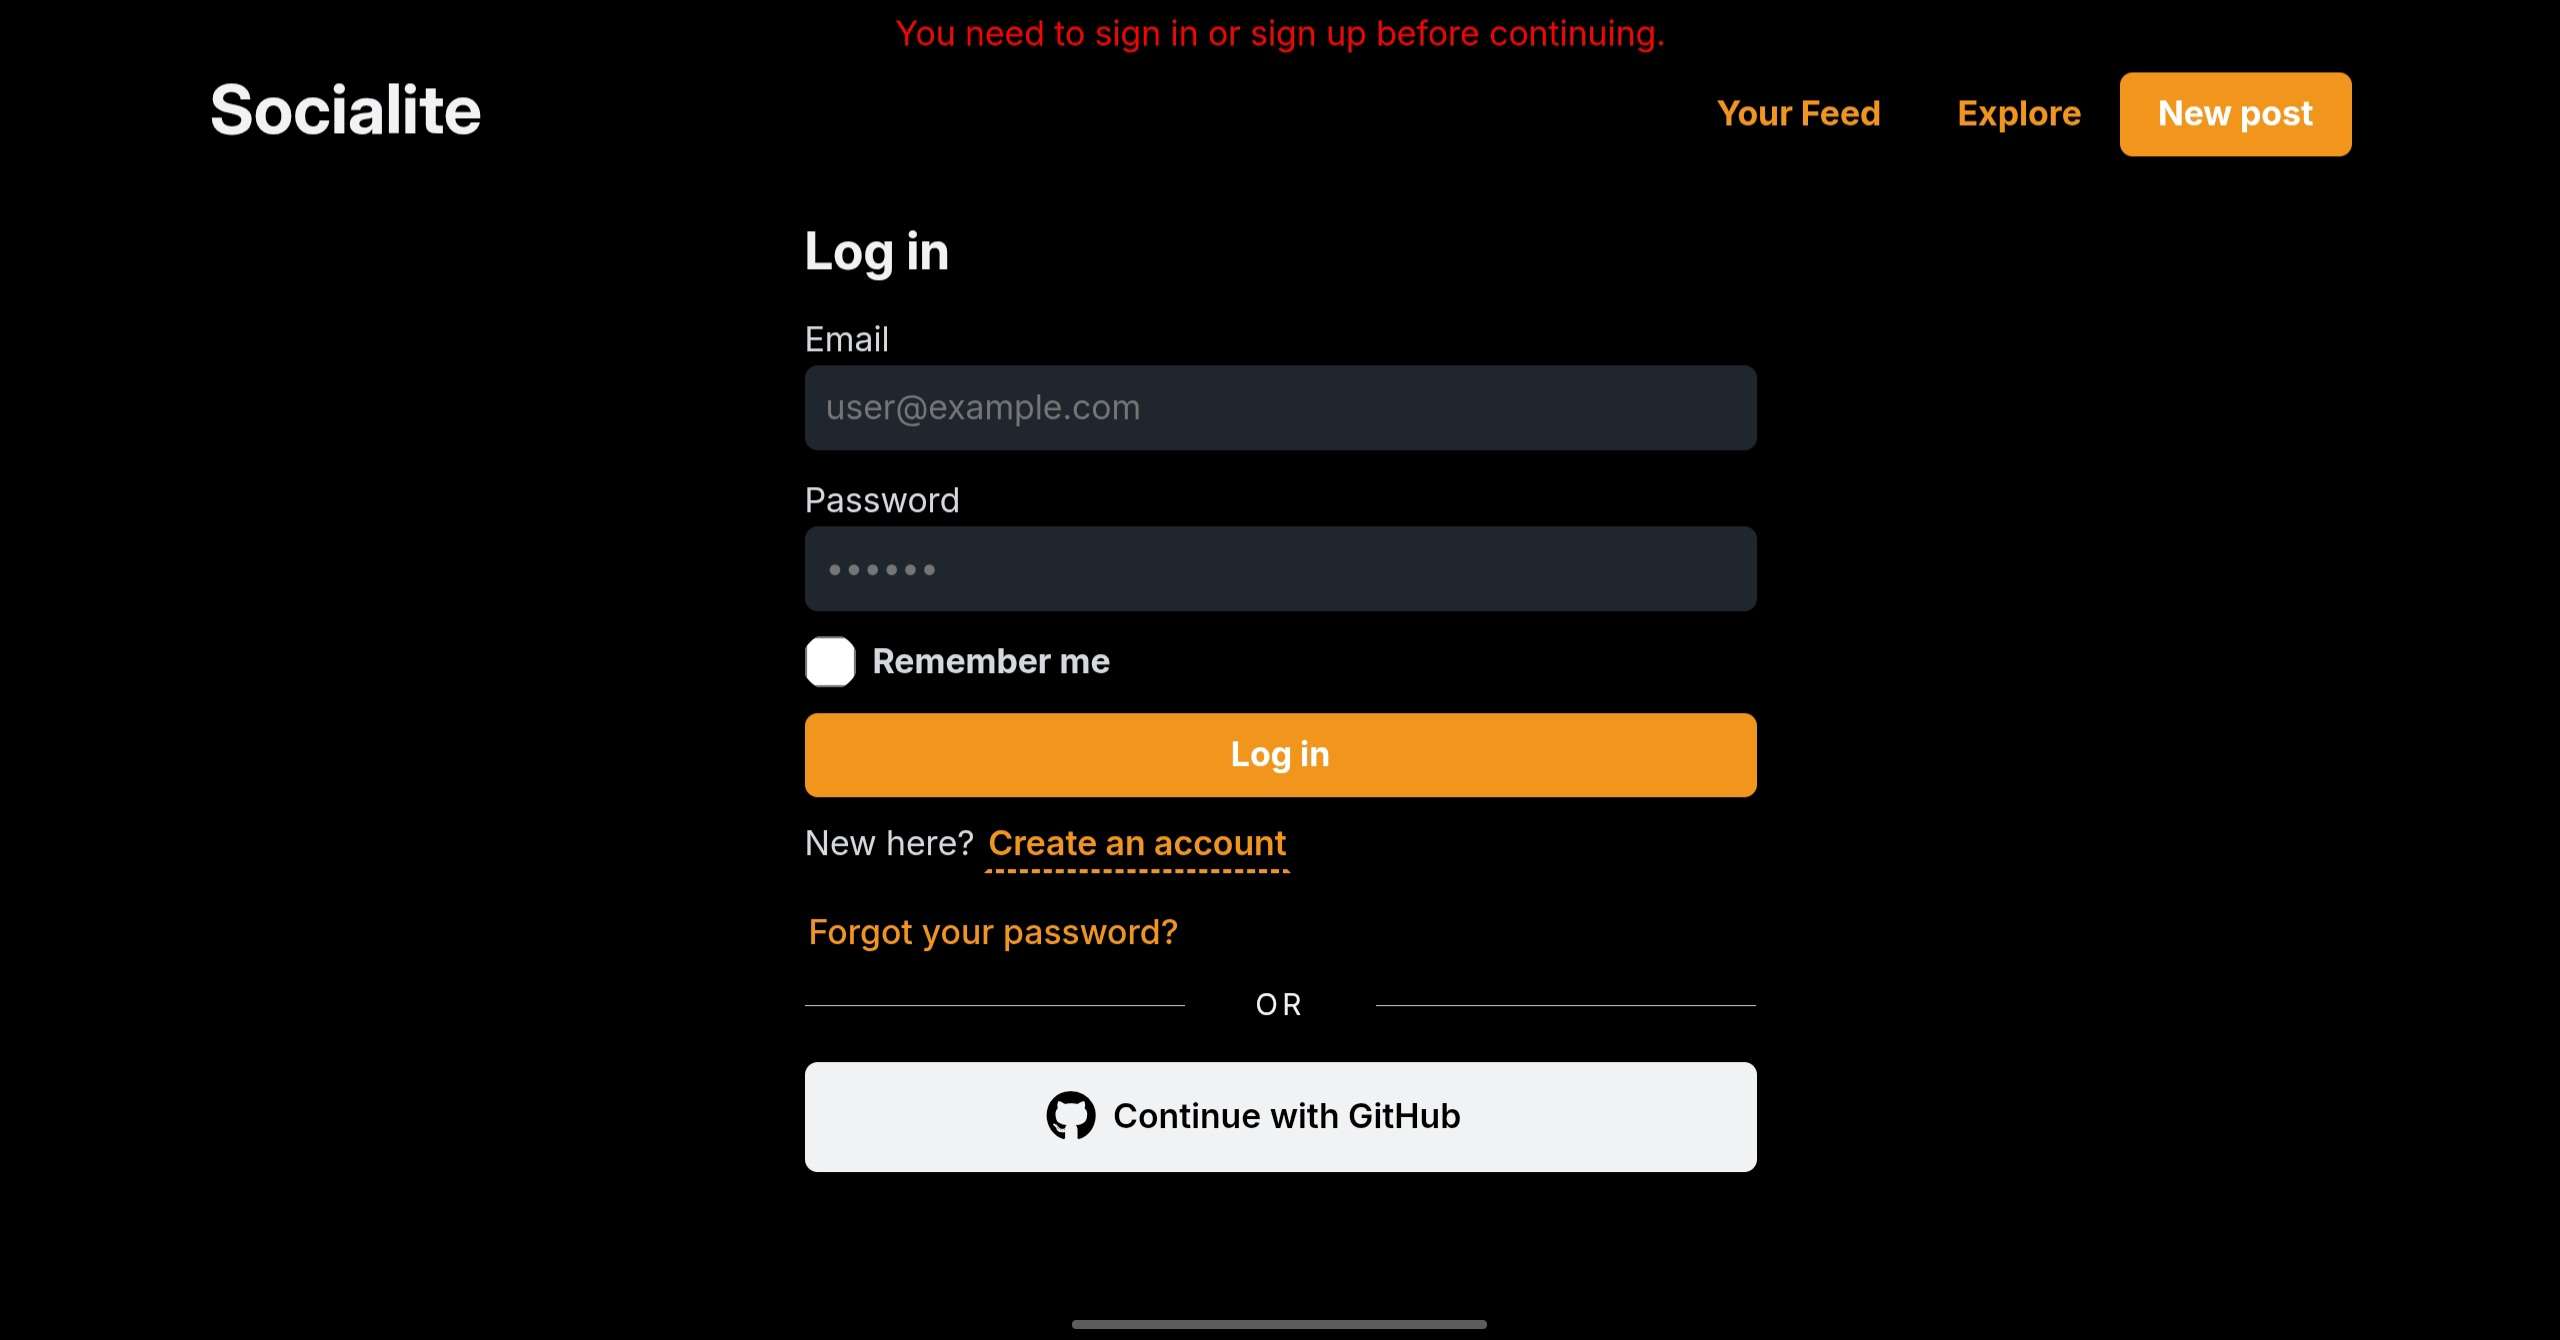 You need to sign in or sign up before continuing.
Socialite
Your Feed
Explore
New post
Log in
Email
user@example.com
Password
••••••
Remember me
Log in
New here? Create an account
Forgot your password?
OR
Continue with GitHub